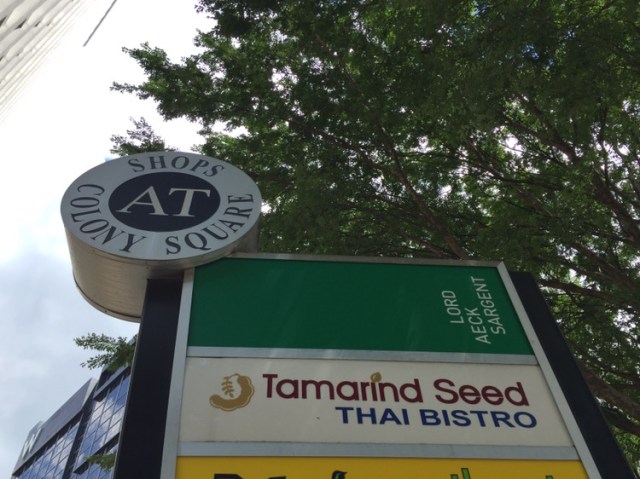 SHOPS
AT
COLONY SQUARE
LORD
AECK
SARGENT
Tamarind Seed
THAI BISTRO